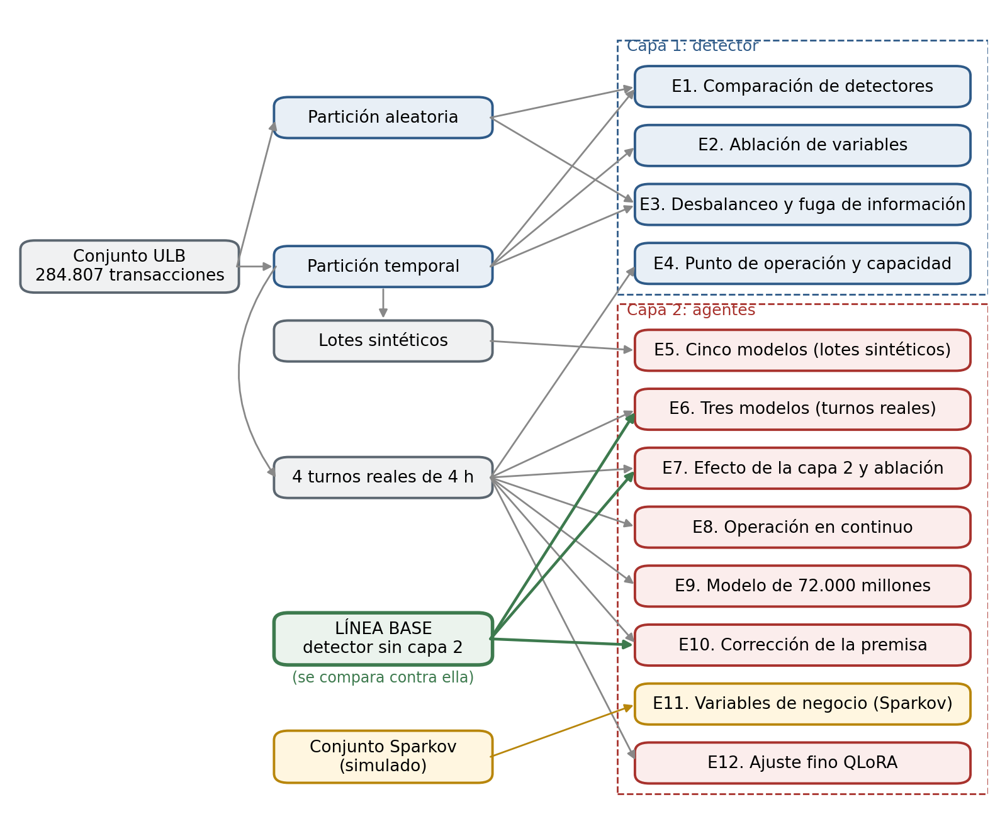 Conjunto ULB
284.807 transacciones
Partición aleatoria
Partición temporal
Lotes sintéticos
4 turnos reales de 4 h
LÍNEA BASE
detector sin capa 2
(se compara contra ella)
Conjunto Sparkov
(simulado)
Capa 1: detector
E1. Comparación de detectores
E2. Ablación de variables
E3. Desbalanceo y fuga de información
E4. Punto de operación y capacidad
Capa 2: agentes
E5. Cinco modelos (lotes sintéticos)
E6. Tres modelos (turnos reales)
E7. Efecto de la capa 2 y ablación
E8. Operación en continuo
E9. Modelo de 72.000 millones
E10. Corrección de la premisa
E11. Variables de negocio (Sparkov)
E12. Ajuste fino QLoRA